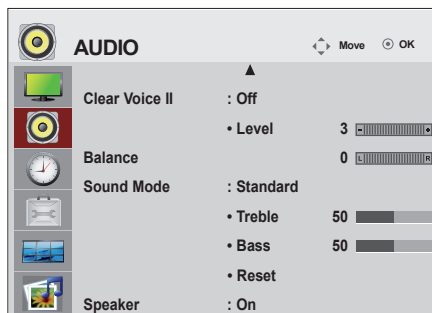 AUDIO Move OK
Clear Voice II : Off
• Level 3 - +
Balance 0 L R
Sound Mode : Standard
• Treble 50
• Bass 50
• Reset
Speaker : On